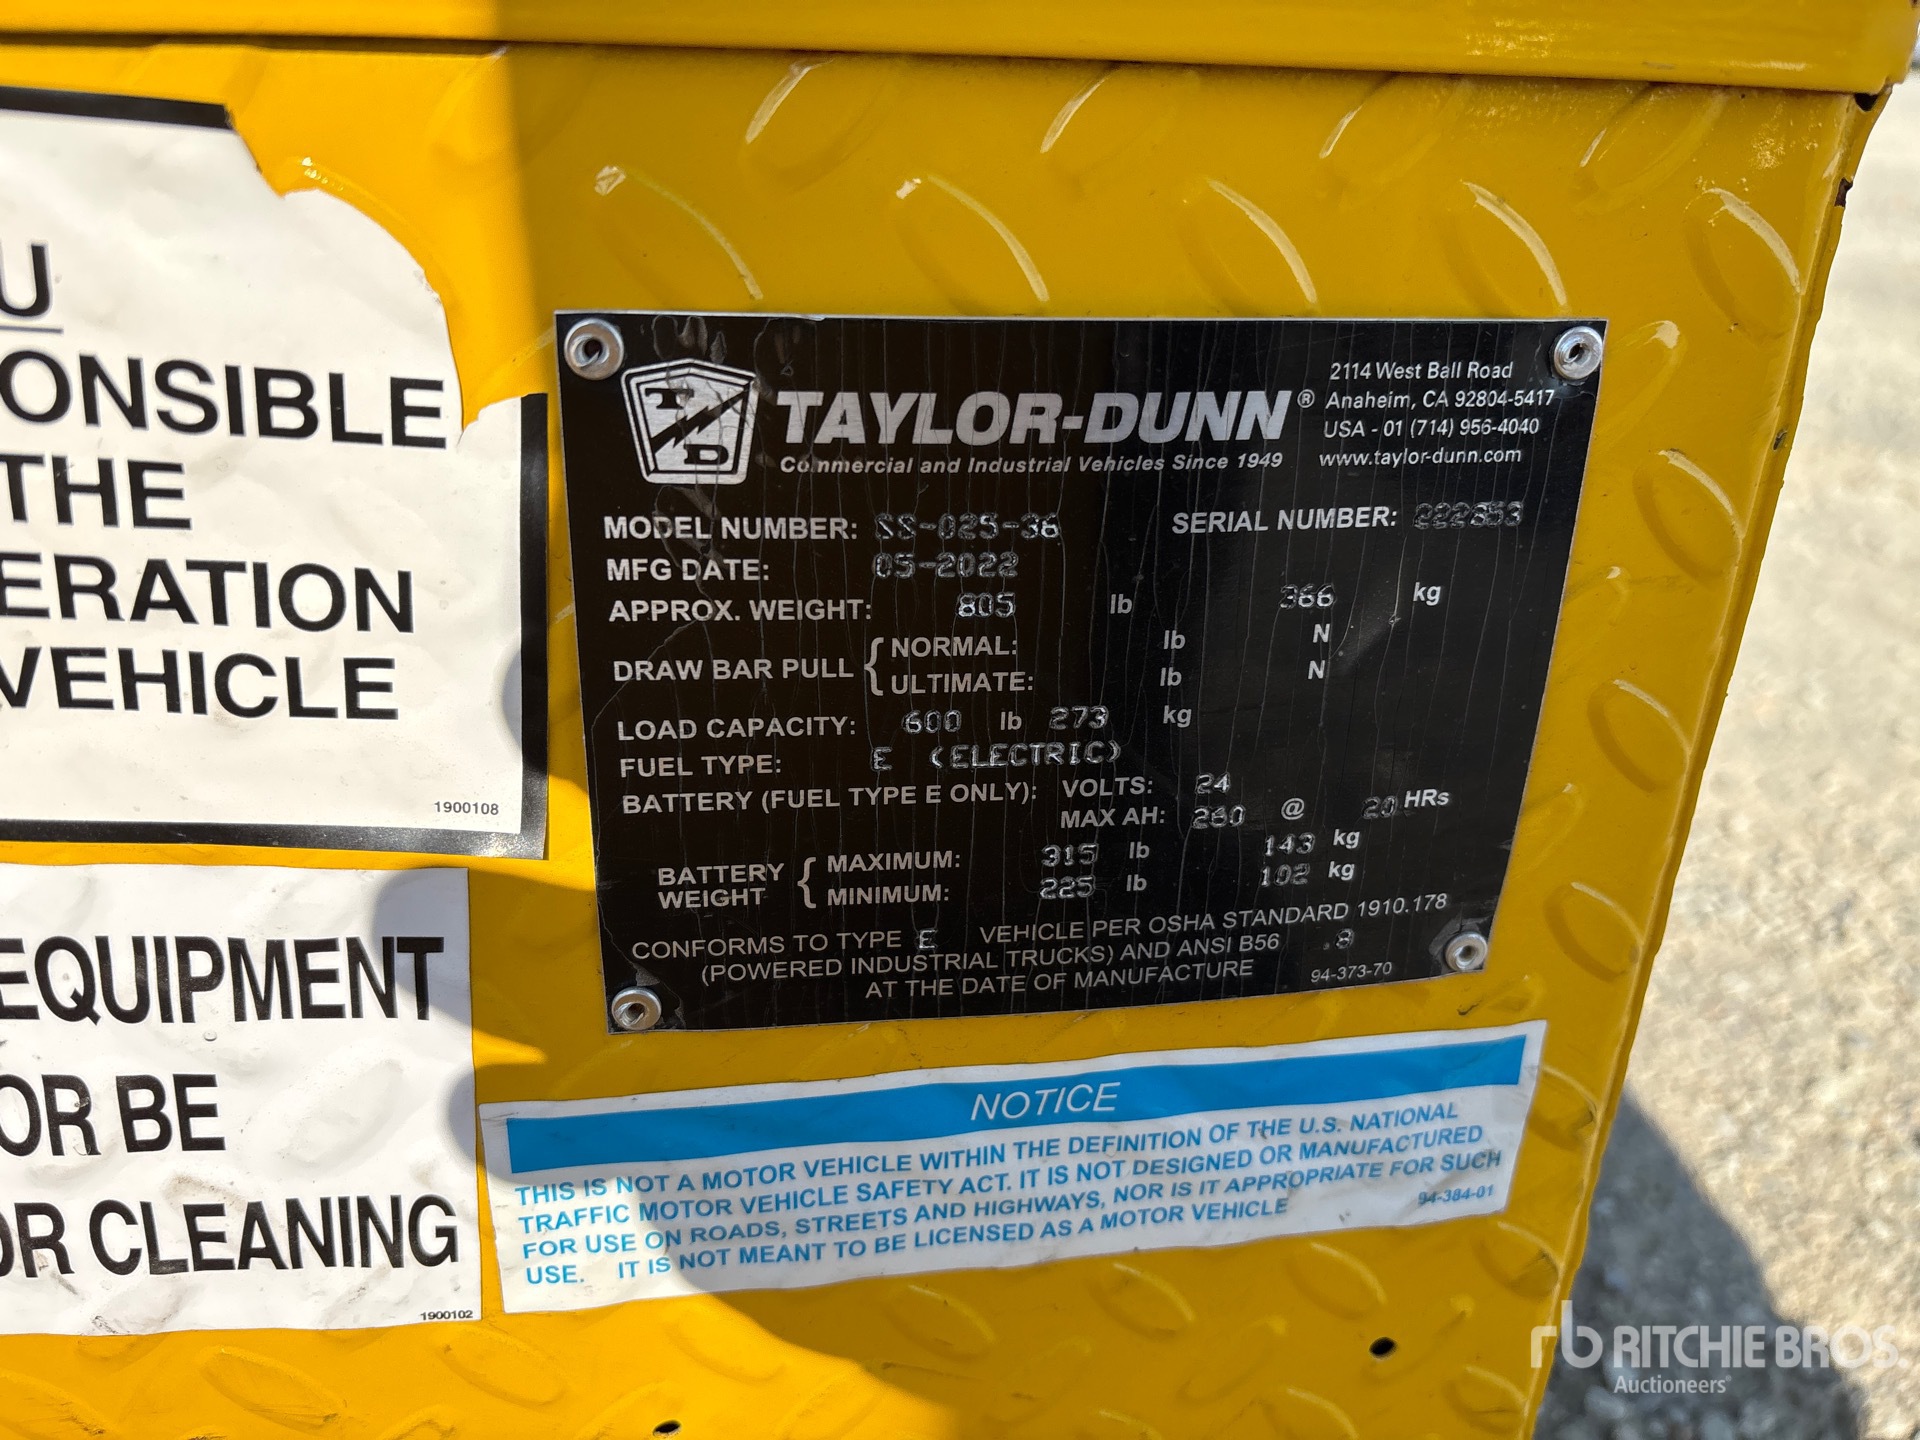 U
ONSIBLE
THE
ERATION
VEHICLE
1900108
EQUIPMENT
OR BE
OR CLEANING
1900102
T D
TAYLOR-DUNN®
Commercial and Industrial Vehicles Since 1949
2114 West Ball Road
Anaheim, CA 92804-5417
USA - 01 (714) 956-4040
www.taylor-dunn.com
MODEL NUMBER: SS-025-36 SERIAL NUMBER: 222853
MFG DATE: 05-2022
APPROX. WEIGHT: 805 lb 366 kg
DRAW BAR PULL { NORMAL: lb N
ULTIMATE: lb N
LOAD CAPACITY: 600 lb 273 kg
FUEL TYPE: E (ELECTRIC)
BATTERY (FUEL TYPE E ONLY): VOLTS: 24
MAX AH: 260 @ 20 HRs
BATTERY WEIGHT { MAXIMUM: 315 lb 143 kg
MINIMUM: 225 lb 102 kg
CONFORMS TO TYPE E VEHICLE PER OSHA STANDARD 1910.178
(POWERED INDUSTRIAL TRUCKS) AND ANSI B56 .8
AT THE DATE OF MANUFACTURE 94-373-70
NOTICE
THIS IS NOT A MOTOR VEHICLE WITHIN THE DEFINITION OF THE U.S. NATIONAL
TRAFFIC MOTOR VEHICLE SAFETY ACT. IT IS NOT DESIGNED OR MANUFACTURED
FOR USE ON ROADS, STREETS AND HIGHWAYS, NOR IS IT APPROPRIATE FOR SUCH
USE. IT IS NOT MEANT TO BE LICENSED AS A MOTOR VEHICLE 94-384-01
rb RITCHIE BROS.
Auctioneers